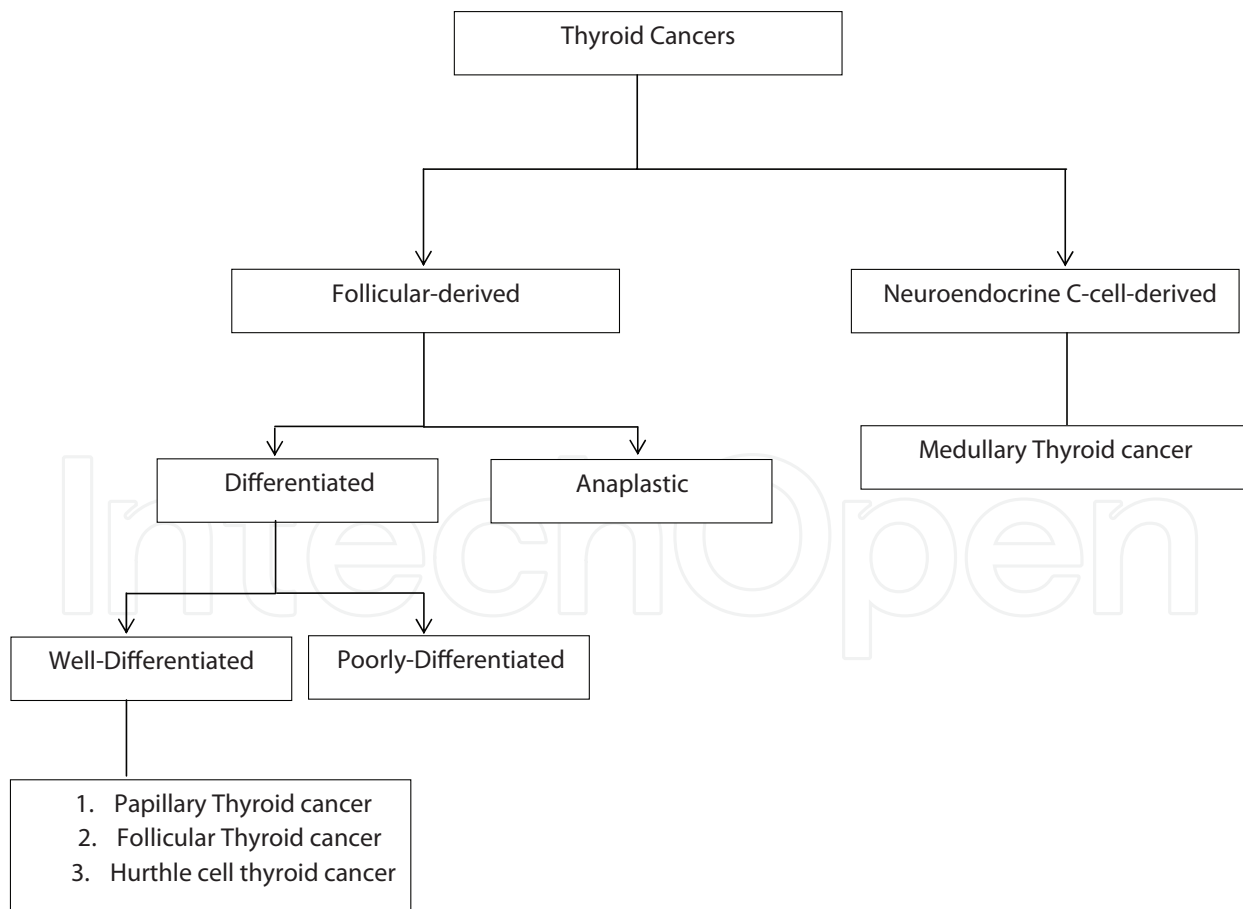 Thyroid Cancers
Follicular-derived
Neuroendocrine C-cell-derived
Medullary Thyroid cancer
Differentiated
Anaplastic
IntechOpen
Well-Differentiated
Poorly-Differentiated
1. Papillary Thyroid cancer
2. Follicular Thyroid cancer
3. Hurthle cell thyroid cancer